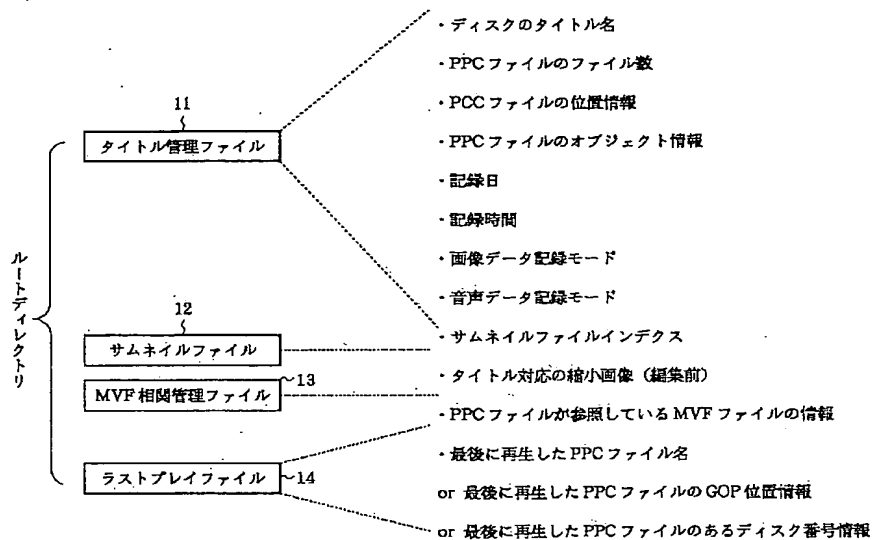 ルートディレクトリ
11
タイトル管理ファイル
・ディスクのタイトル名
・PPCファイルのファイル数
・PCCファイルの位置情報
・PPCファイルのオブジェクト情報
・記録日
・記録時間
・画像データ記録モード
・音声データ記録モード
・サムネイルファイルインデクス
12
サムネイルファイル
・タイトル対応の縮小画像（編集前）
13
MVF相関管理ファイル
・PPCファイルが参照しているMVFファイルの情報
ラストプレイファイル
14
・最後に再生したPPCファイル名
or 最後に再生したPPCファイルのGOP位置情報
or 最後に再生したPPCファイルのあるディスク番号情報